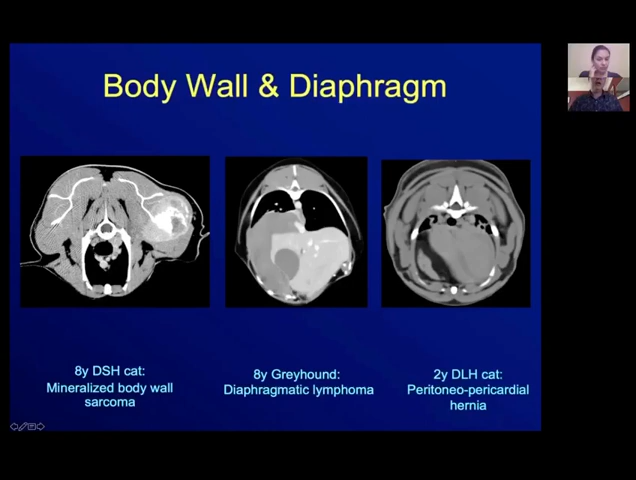 Body Wall & Diaphragm
8y DSH cat:
Mineralized body wall
sarcoma
8y Greyhound:
Diaphragmatic lymphoma
2y DLH cat:
Peritoneo-pericardial
hernia